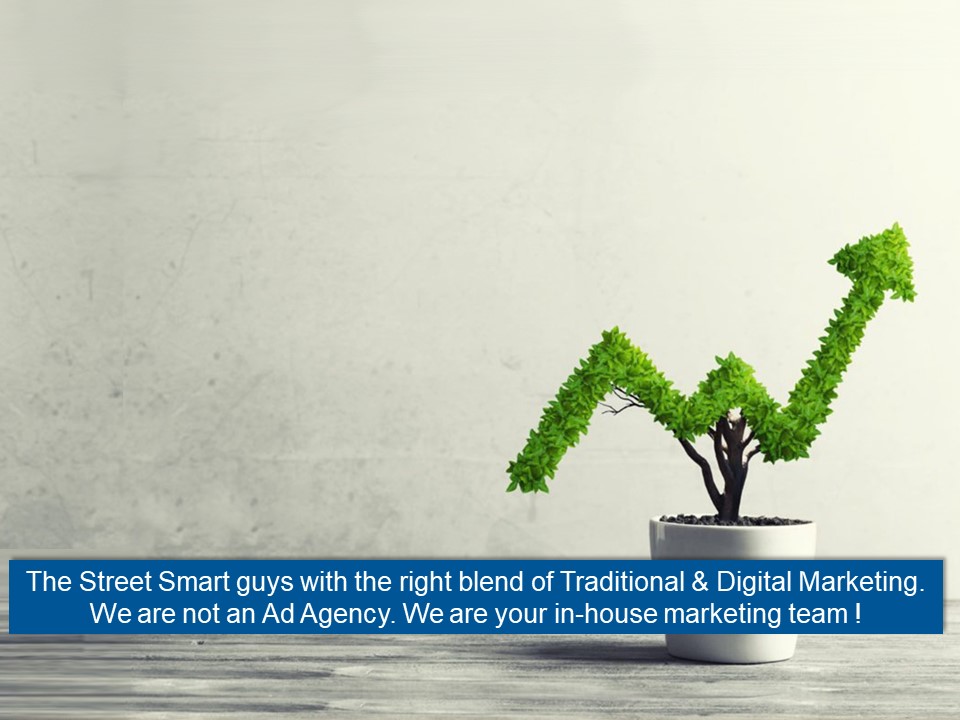 The Street Smart guys with the right blend of Traditional & Digital Marketing.
We are not an Ad Agency. We are your in-house marketing team !